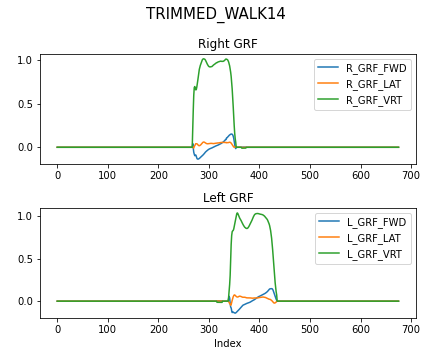 TRIMMED_WALK14
Right GRF
1.0
0.5
0.0
R_GRF_FWD
R_GRF_LAT
R_GRF_VRT
0 100 200 300 400 500 600 700
Left GRF
1.0
0.5
0.0
L_GRF_FWD
L_GRF_LAT
L_GRF_VRT
0 100 200 300 400 500 600 700
Index